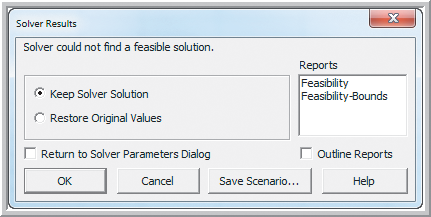 Solver Results
Solver could not find a feasible solution.
Reports
Feasibility
Feasibility-Bounds
Keep Solver Solution
Restore Original Values
Return to Solver Parameters Dialog
Outline Reports
OK
Cancel
Save Scenario...
Help